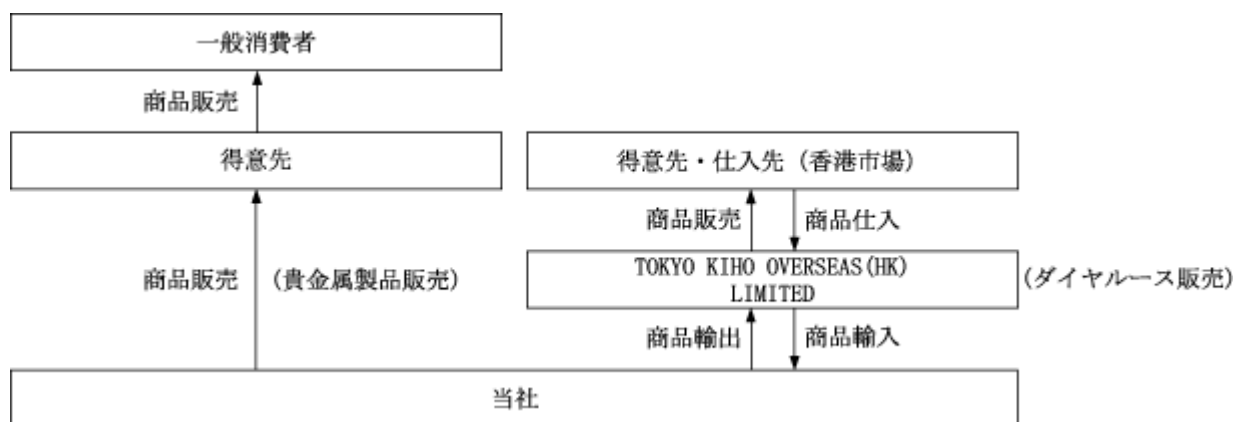 一般消費者
商品販売
得意先
得意先・仕入先（香港市場）
商品販売
商品仕入
商品販売
(貴金属製品販売)
TOKYO KIHO OVERSEAS(HK)
LIMITED
(ダイヤルース販売)
商品輸出
商品輸入
当社